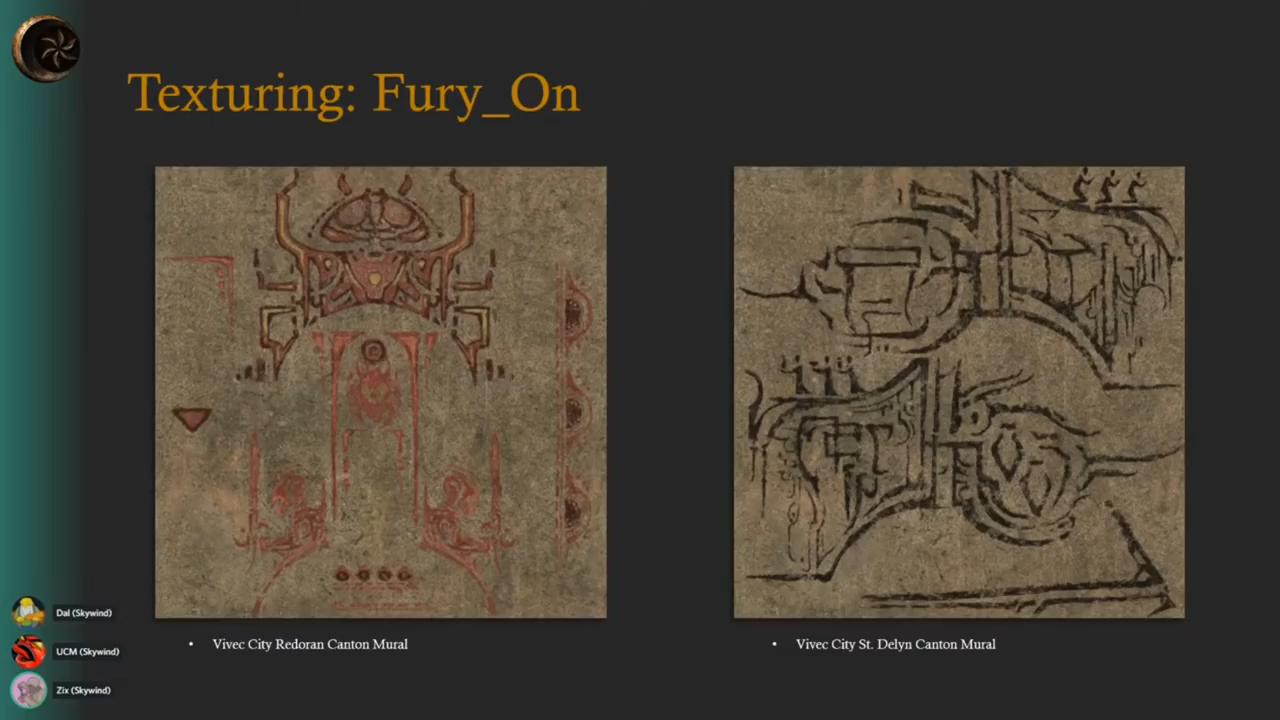 Texturing: Fury_On
• Vivec City Redoran Canton Mural
• Vivec City St. Delyn Canton Mural
Dal (Skywind)
UCM (Skywind)
Zix (Skywind)